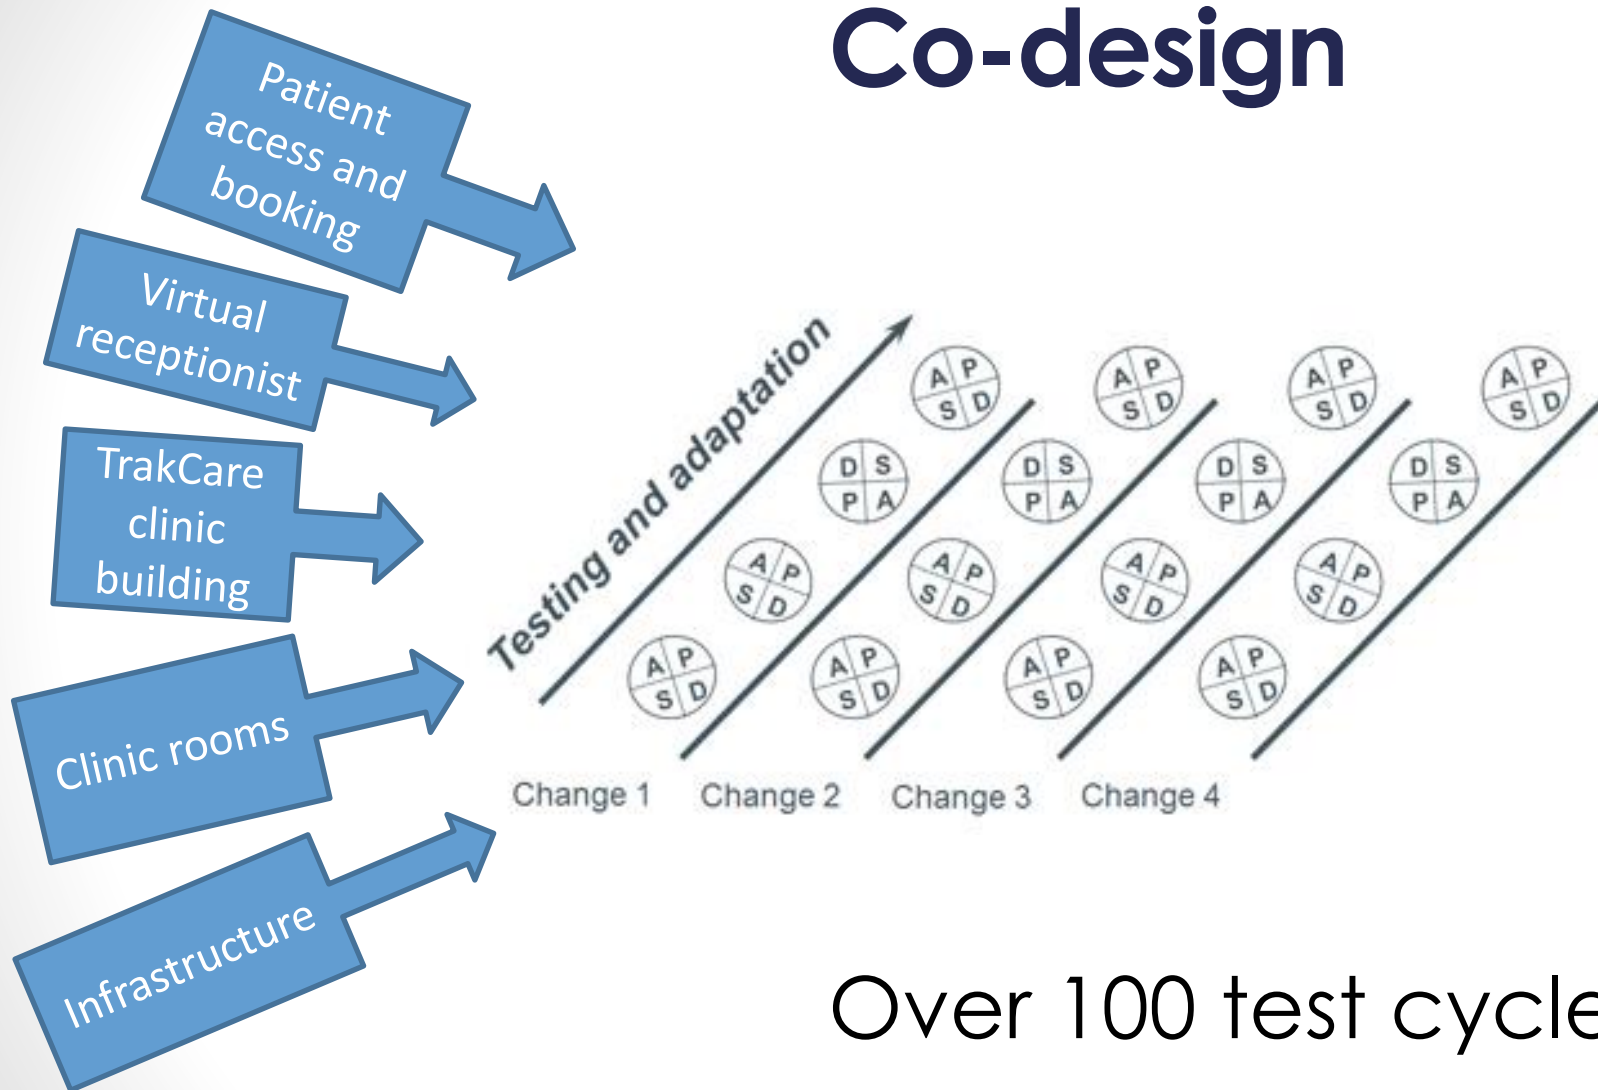 Co-design
Patient
access and
booking
Virtual
receptionist
TrakCare
clinic
building
Clinic rooms
Infrastructure
Testing and adaptation
A P
S D
A P
S D
A P
S D
A P
S D
D S
P A
D S
P A
D S
P A
D S
P A
A P
S D
A P
S D
A P
S D
A P
S D
A P
S D
A P
S D
A P
S D
A P
S D
Change 1
Change 2
Change 3
Change 4
Over 100 test cycle